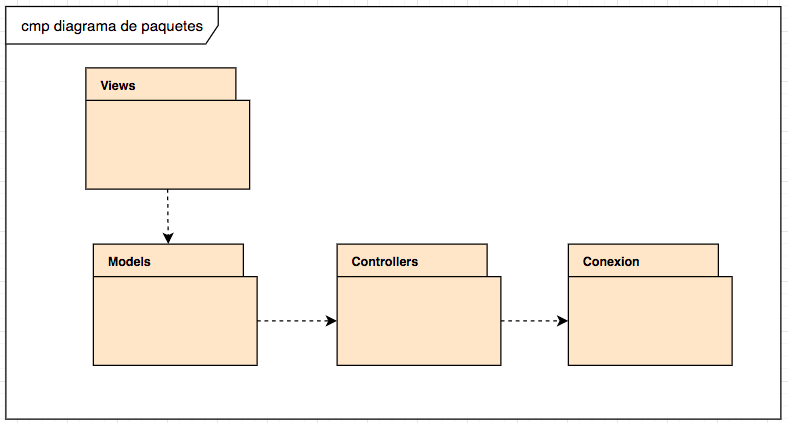 cmp diagrama de paquetes
Views
Models
Controllers
Conexion